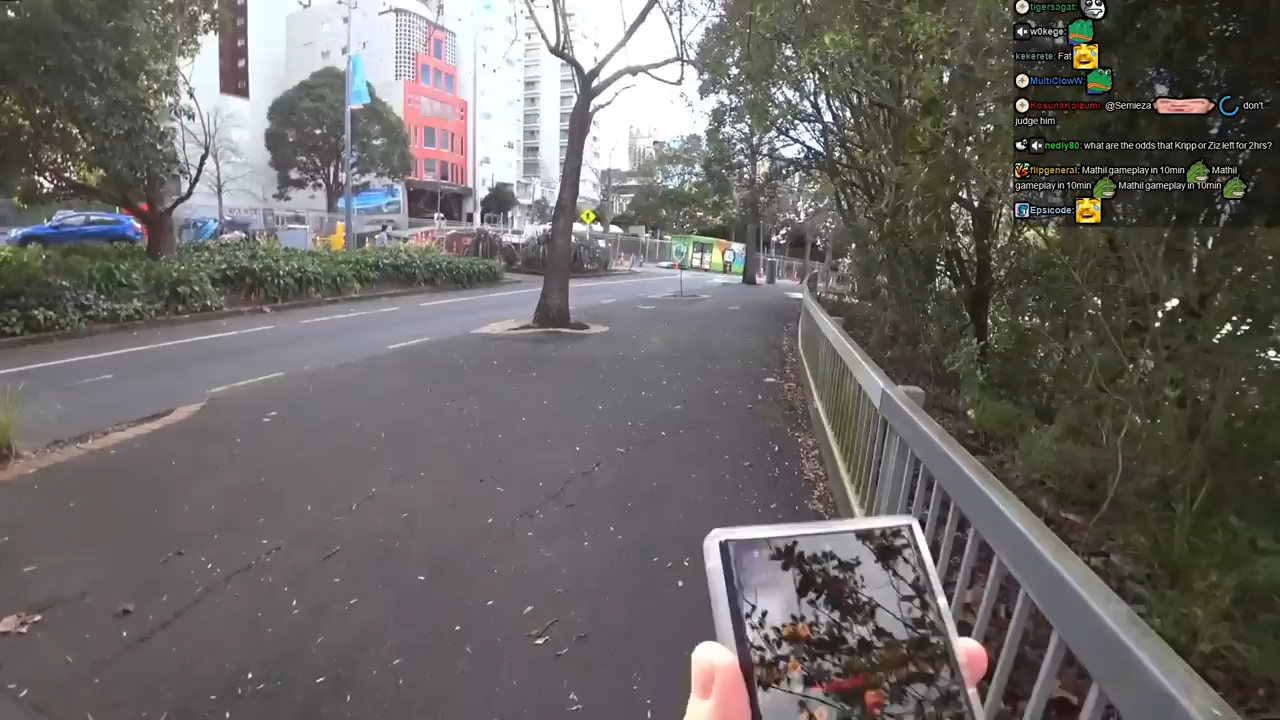 tigersagat:
w0kege:
kekerete: Fat
MultiClowW:
KosunaKoizumi: @Semieza don't
judge him
nedly80: what are the odds that Kripp or Ziz left for 2hrs?
flipgeneral: Mathil gameplay in 10min Mathil
gameplay in 10min Mathil gameplay in 10min
Epsicode: